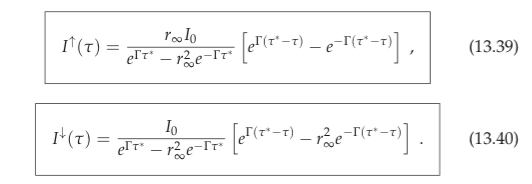 I↑(τ) = r∞I0 / (e^{Γτ*} − r∞² e^{−Γτ*}) [e^{Γ(τ*−τ)} − e^{−Γ(τ*−τ)}] , (13.39)
I↓(τ) = I0 / (e^{Γτ*} − r∞² e^{−Γτ*}) [e^{Γ(τ*−τ)} − r∞² e^{−Γ(τ*−τ)}] . (13.40)